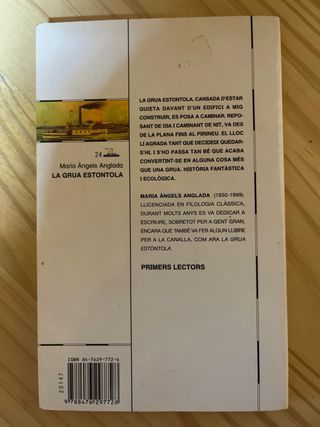 LA GRUA ESTONTOLA, CANSADA D'ESTAR
QUIETA DAVANT D'UN EDIFICI A MIG
CONSTRUIR, ES POSA A CAMINAR. REPO-
SANT DE DIA I CAMINANT DE NIT, VA DES
DE LA PLANA FINS AL PIRINEU. EL LLOC
LI AGRADA TANT QUE DECIDEIX QUEDAR-
S'HI, I S'HO PASSA TAN BÉ QUE ACABA
CONVERTINT-SE EN ALGUNA COSA MÉS
QUE UNA GRUA. HISTÒRIA FANTÀSTICA
I ECOLÒGICA.
24
Maria Àngels Anglada
LA GRUA ESTONTOLA
MARIA ÀNGELS ANGLADA (1930-1999).
LLICENCIADA EN FILOLOGIA CLÀSSICA,
DURANT MOLTS ANYS ES VA DEDICAR A
ESCRIURE, SOBRETOT PER A GENT GRAN,
ENCARA QUE TAMBÉ VA FER ALGUN LLIBRE
PER A LA CANALLA, COM ARA LA GRUA
ESTONTOLA.
PRIMERS LECTORS
ISBN 84-7629-772-6
20147
9 788476 297728